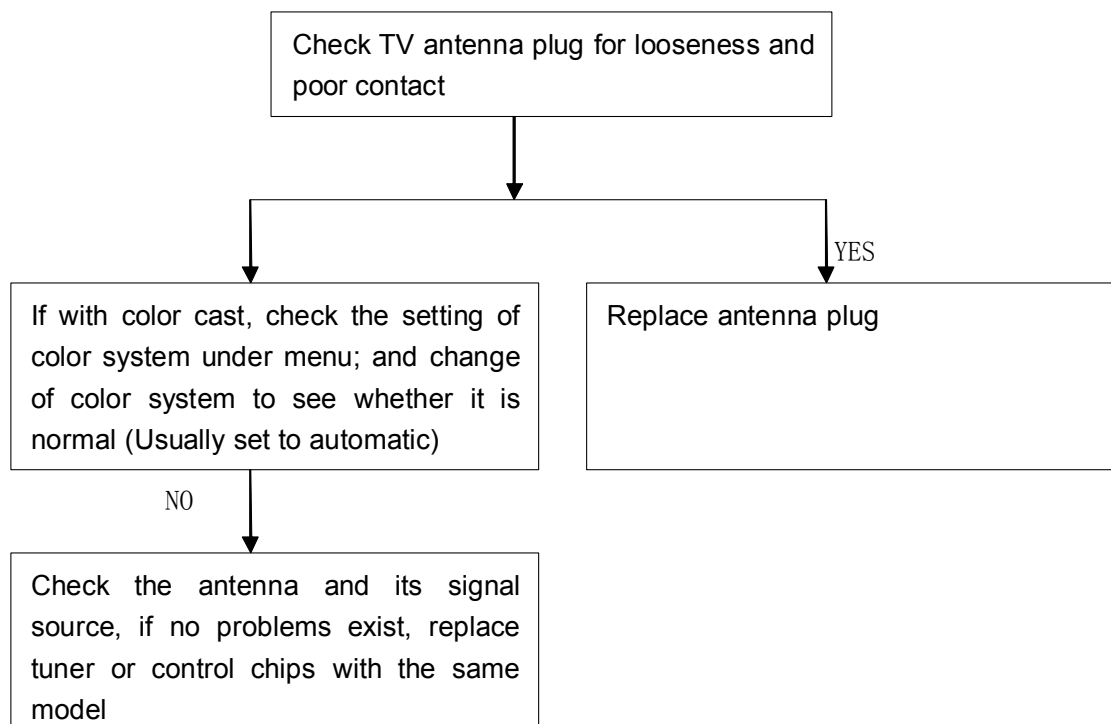 Check TV antenna plug for looseness and
poor contact
YES
If with color cast, check the setting of
color system under menu; and change
of color system to see whether it is
normal (Usually set to automatic)
Replace antenna plug
NO
Check the antenna and its signal
source, if no problems exist, replace
tuner or control chips with the same
model